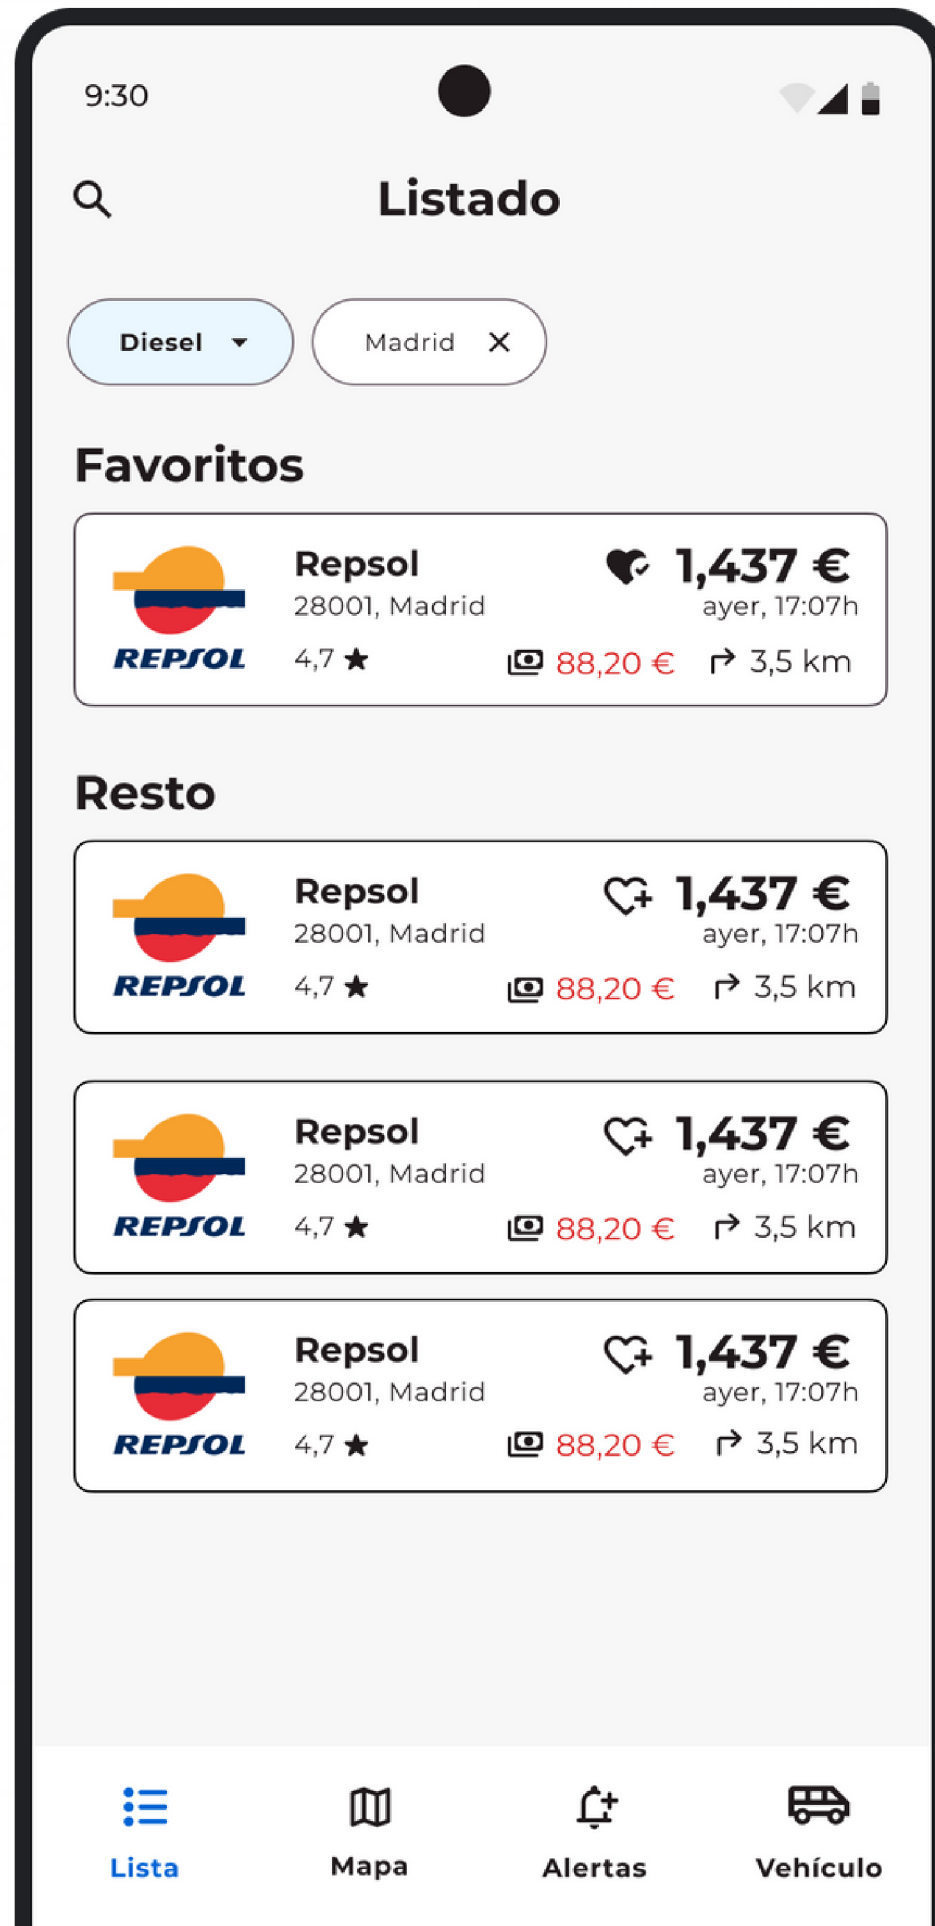 9:30
Listado
Diesel
Madrid
Favoritos
Repsol 1,437 €
28001, Madrid ayer, 17:07h
REPSOL 4,7 88,20 € 3,5 km
Resto
Repsol 1,437 €
28001, Madrid ayer, 17:07h
REPSOL 4,7 88,20 € 3,5 km
Repsol 1,437 €
28001, Madrid ayer, 17:07h
REPSOL 4,7 88,20 € 3,5 km
Repsol 1,437 €
28001, Madrid ayer, 17:07h
REPSOL 4,7 88,20 € 3,5 km
Lista Mapa Alertas Vehículo